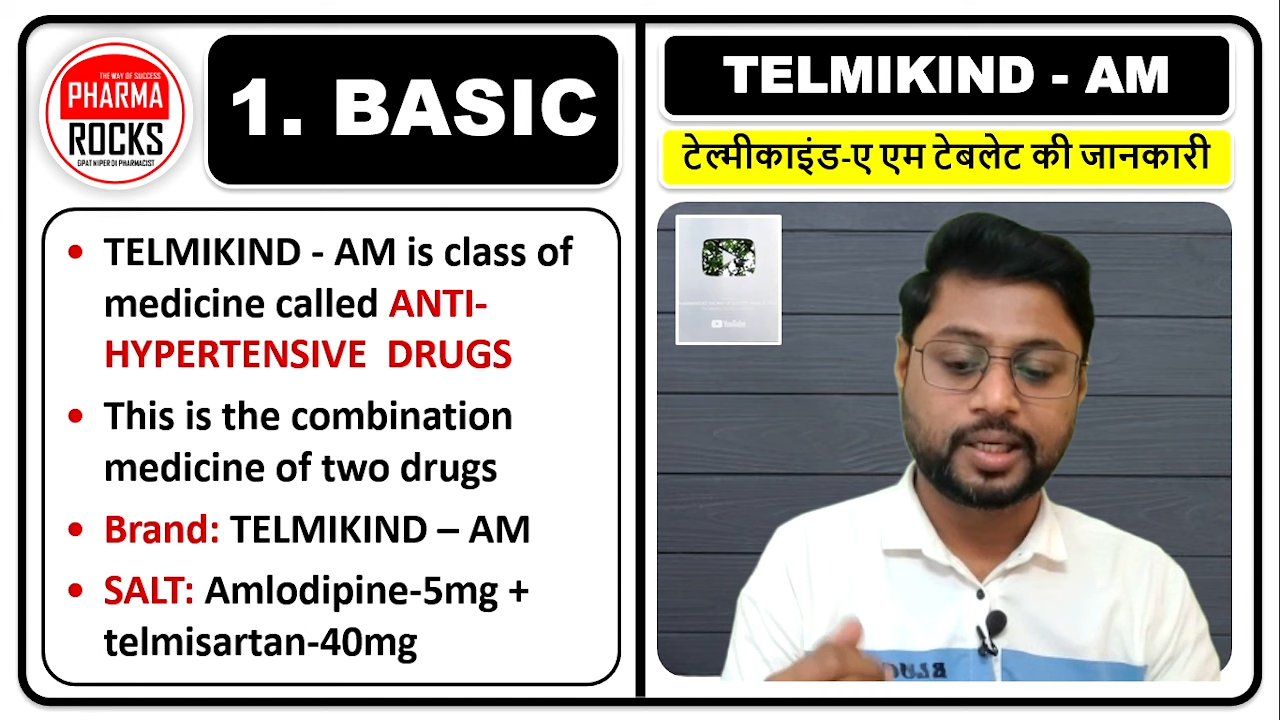 THE WAY OF SUCCESS
PHARMA
ROCKS
GPAT NIPER DI PHARMACIST
1. BASIC
• TELMIKIND - AM is class of
medicine called ANTI-
HYPERTENSIVE DRUGS
• This is the combination
medicine of two drugs
• Brand: TELMIKIND – AM
• SALT: Amlodipine-5mg +
telmisartan-40mg
TELMIKIND - AM
टेल्मीकाइंड-ए एम टेबलेट की जानकारी
YouTube